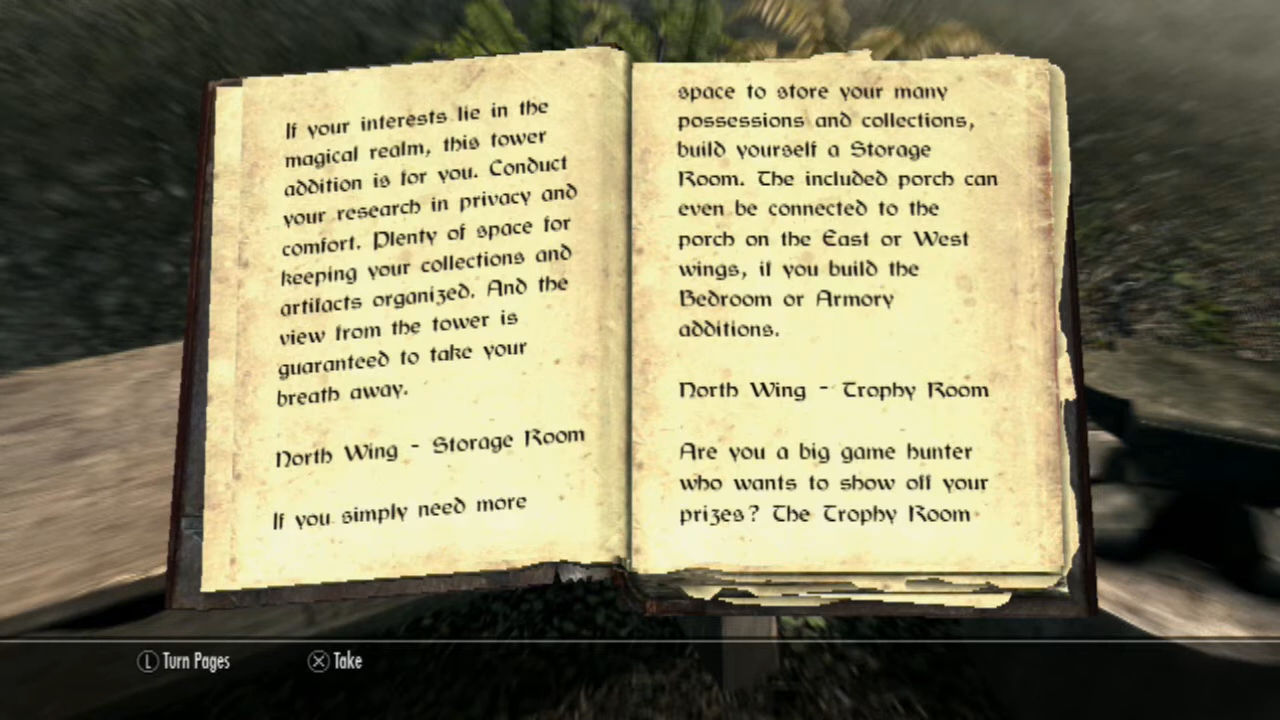 If your interests lie in the
magical realm, this tower
addition is for you. Conduct
your research in privacy and
comfort. Plenty of space for
keeping your collections and
artifacts organized. And the
view from the tower is
guaranteed to take your
breath away.
North Wing - Storage Room
If you simply need more
space to store your many
possessions and collections,
build yourself a Storage
Room. The included porch can
even be connected to the
porch on the East or West
wings, if you build the
Bedroom or Armory
additions.
North Wing - Trophy Room
Are you a big game hunter
who wants to show off your
prizes? The Trophy Room
L Turn Pages X Take